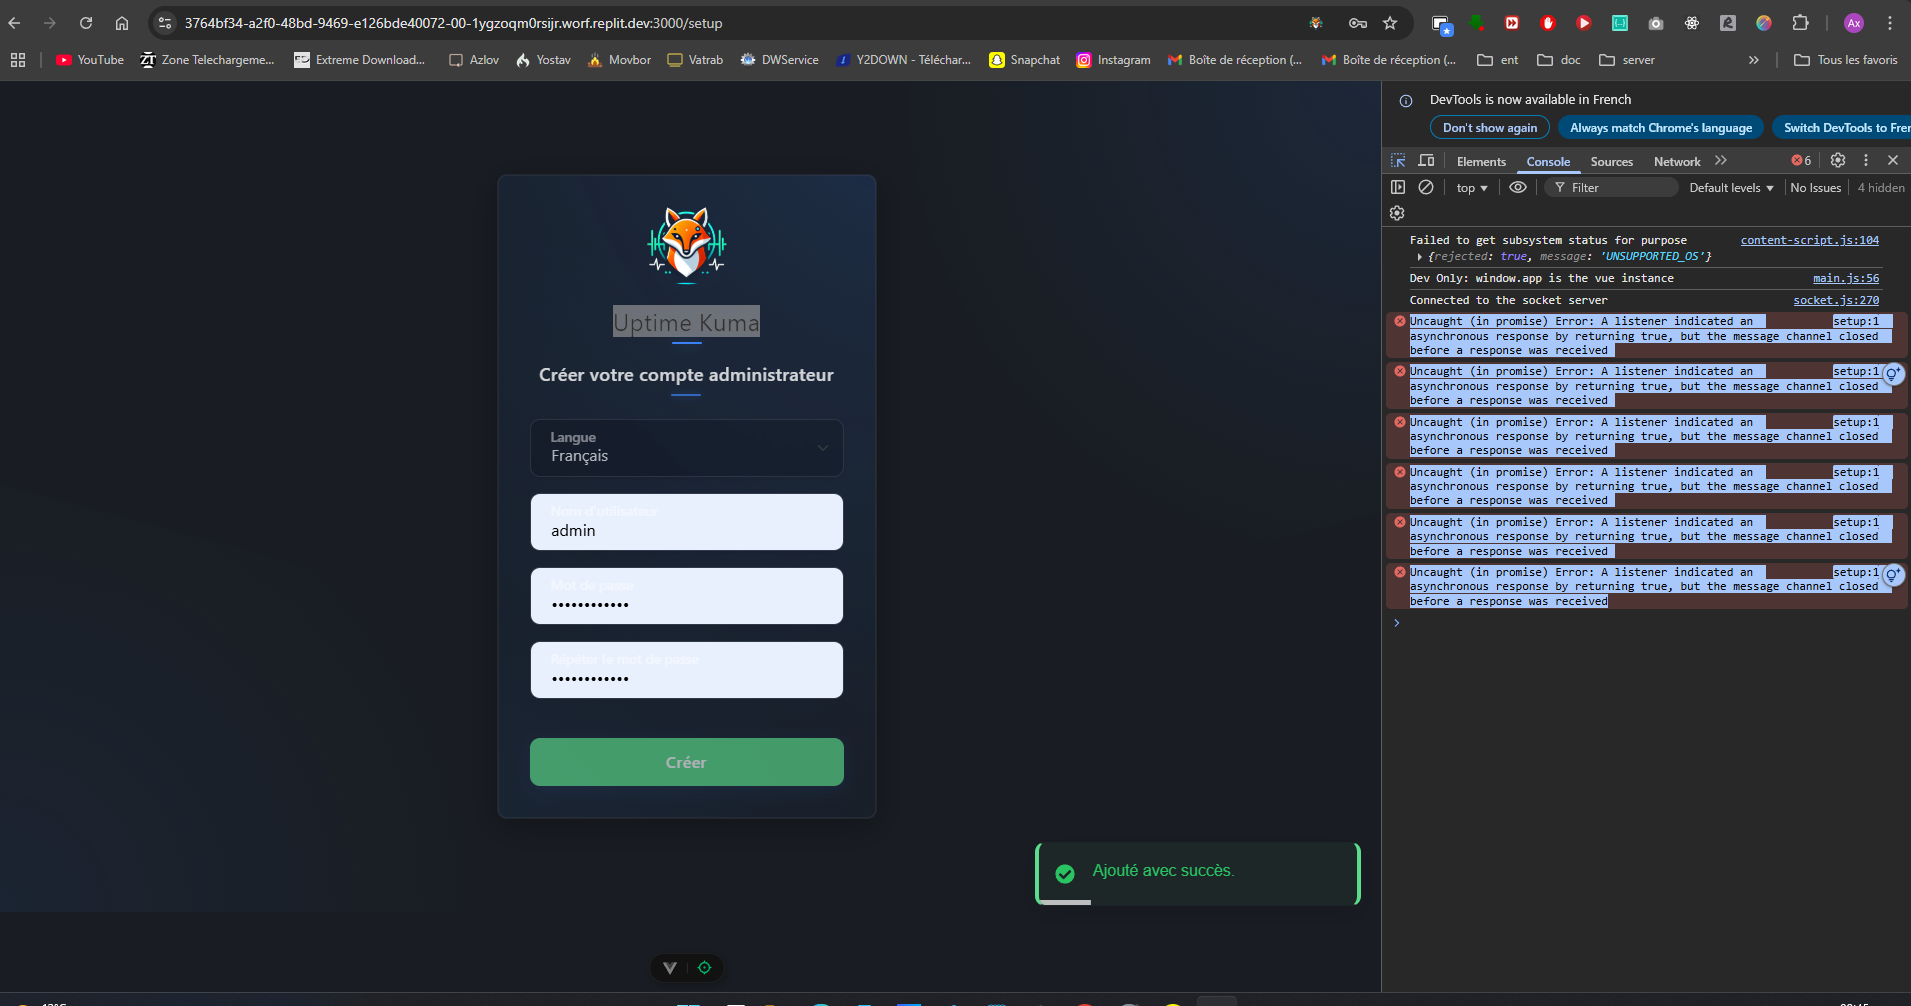 3764bf34-a2f0-48bd-9469-e126bde40072-00-1ygzoqm0rsijr.worf.replit.dev:3000/setup
Ax
YouTube
Zone Telechargeme...
Extreme Download...
Azlov
Yostav
Movbor
Vatrab
DWService
Y2DOWN - Téléchar...
Snapchat
Instagram
Boîte de réception (...
Boîte de réception (...
ent
doc
server
Tous les favoris
Uptime Kuma
Créer votre compte administrateur
Langue
Français
Nom d'utilisateur
admin
Mot de passe
••••••••••••
Répéter le mot de passe
••••••••••••
Créer
Ajouté avec succès.
DevTools is now available in French
Don't show again
Always match Chrome's language
Switch DevTools to Fren
Elements
Console
Sources
Network
6
top
Filter
Default levels
No Issues
4 hidden
Failed to get subsystem status for purpose content-script.js:104
{rejected: true, message: 'UNSUPPORTED_OS'}
Dev Only: window.app is the vue instance main.js:56
Connected to the socket server socket.js:270
Uncaught (in promise) Error: A listener indicated an setup:1
asynchronous response by returning true, but the message channel closed
before a response was received
Uncaught (in promise) Error: A listener indicated an setup:1
asynchronous response by returning true, but the message channel closed
before a response was received
Uncaught (in promise) Error: A listener indicated an setup:1
asynchronous response by returning true, but the message channel closed
before a response was received
Uncaught (in promise) Error: A listener indicated an setup:1
asynchronous response by returning true, but the message channel closed
before a response was received
Uncaught (in promise) Error: A listener indicated an setup:1
asynchronous response by returning true, but the message channel closed
before a response was received
Uncaught (in promise) Error: A listener indicated an setup:1
asynchronous response by returning true, but the message channel closed
before a response was received